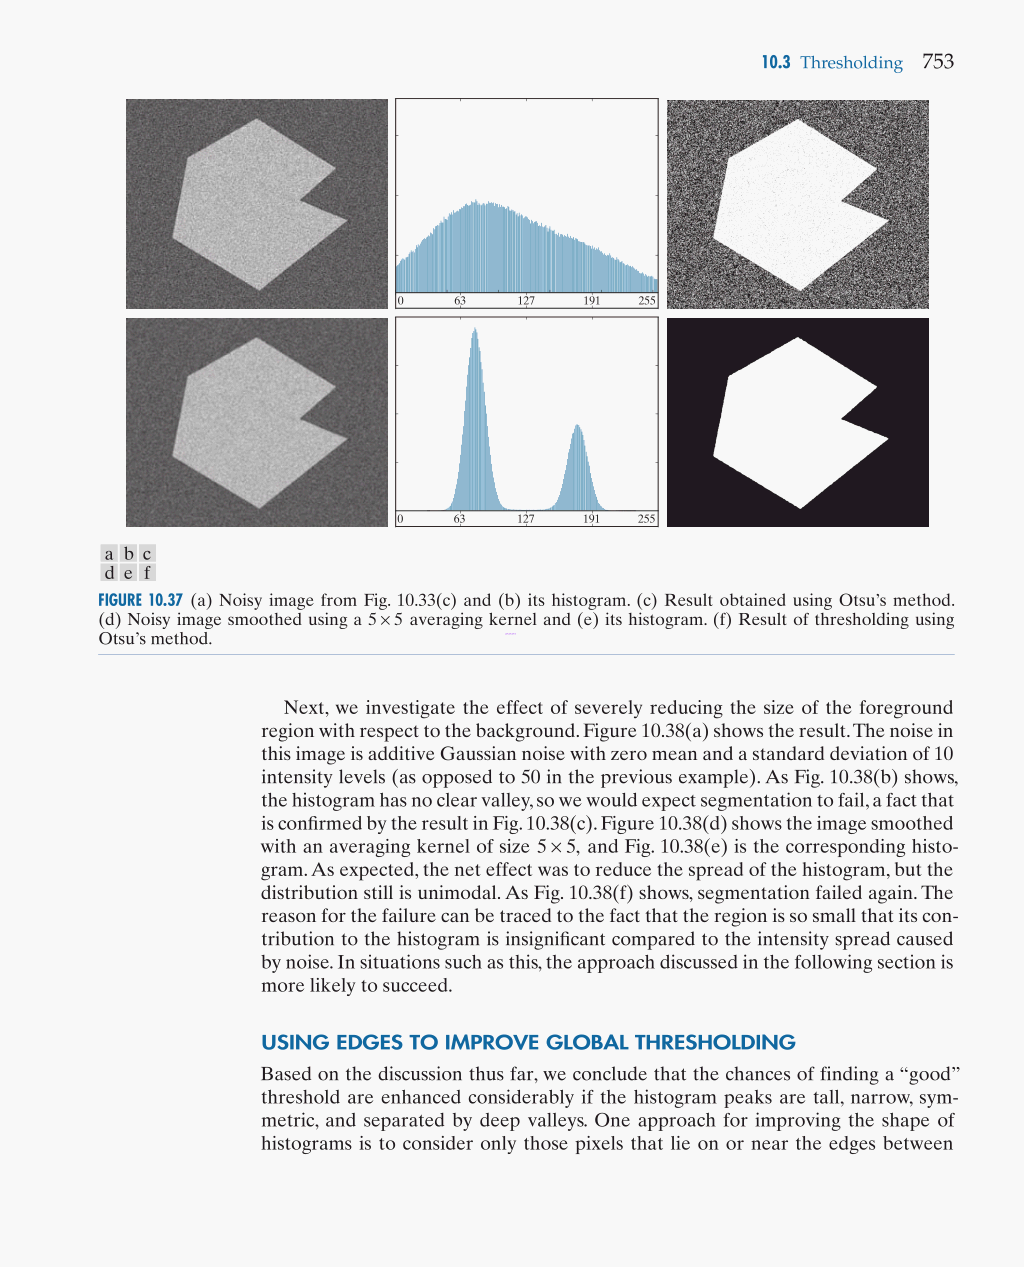 10.3 Thresholding 753
0 63 127 191 255
0 63 127 191 255
a b c
d e f
FIGURE 10.37 (a) Noisy image from Fig. 10.33(c) and (b) its histogram. (c) Result obtained using Otsu’s method.
(d) Noisy image smoothed using a 5 × 5 averaging kernel and (e) its histogram. (f) Result of thresholding using
Otsu’s method.
Next, we investigate the effect of severely reducing the size of the foreground
region with respect to the background. Figure 10.38(a) shows the result. The noise in
this image is additive Gaussian noise with zero mean and a standard deviation of 10
intensity levels (as opposed to 50 in the previous example). As Fig. 10.38(b) shows,
the histogram has no clear valley, so we would expect segmentation to fail, a fact that
is confirmed by the result in Fig. 10.38(c). Figure 10.38(d) shows the image smoothed
with an averaging kernel of size 5 × 5, and Fig. 10.38(e) is the corresponding histo-
gram. As expected, the net effect was to reduce the spread of the histogram, but the
distribution still is unimodal. As Fig. 10.38(f) shows, segmentation failed again. The
reason for the failure can be traced to the fact that the region is so small that its con-
tribution to the histogram is insignificant compared to the intensity spread caused
by noise. In situations such as this, the approach discussed in the following section is
more likely to succeed.
USING EDGES TO IMPROVE GLOBAL THRESHOLDING
Based on the discussion thus far, we conclude that the chances of finding a “good”
threshold are enhanced considerably if the histogram peaks are tall, narrow, sym-
metric, and separated by deep valleys. One approach for improving the shape of
histograms is to consider only those pixels that lie on or near the edges between